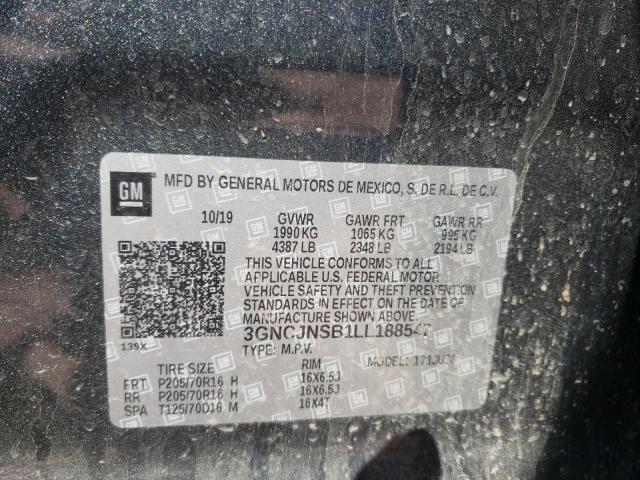 GM MFD BY GENERAL MOTORS DE MEXICO, S. DE R.L. DE C.V.
10/19 GVWR GAWR FRT GAWR RR
1990 KG 1065 KG 995 KG
4387 LB 2348 LB 2194 LB
THIS VEHICLE CONFORMS TO ALL
APPLICABLE U.S. FEDERAL MOTOR
VEHICLE SAFETY AND THEFT PREVENTION
STANDARDS IN EFFECT ON THE DATE OF
MANUFACTURE SHOWN ABOVE.
3GNCJNSB1LL188547
139X
TYPE: M.P.V. MODEL: 1TJU76
TIRE SIZE RIM
FRT P205/70R16 H 16X6.5J
RR P205/70R16 H 16X6.5J
SPA T125/70D16 M 16X4T